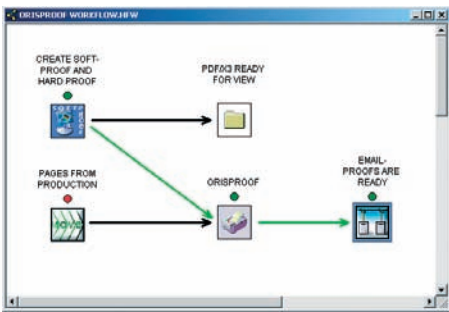 ORISPROOF WORKFLOW.HFW
CREATE SOFT-
PROOF AND
HARD PROOF
PDF/X3 READY
FOR VIEW
PAGES FROM
PRODUCTION
ORISPROOF
EMAIL-
PROOFS ARE
READY
MOVE